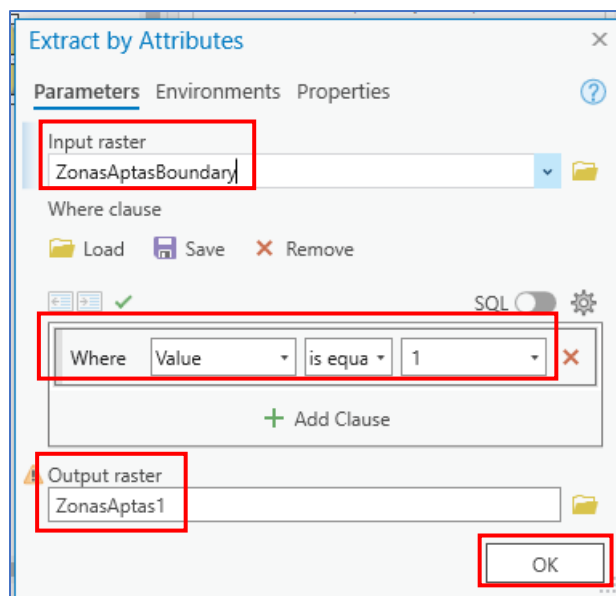 Extract by Attributes
Parameters Environments Properties
Input raster
ZonasAptasBoundary
Where clause
Load Save Remove
SQL
Where Value is equa 1
Add Clause
Output raster
ZonasAptas1
OK